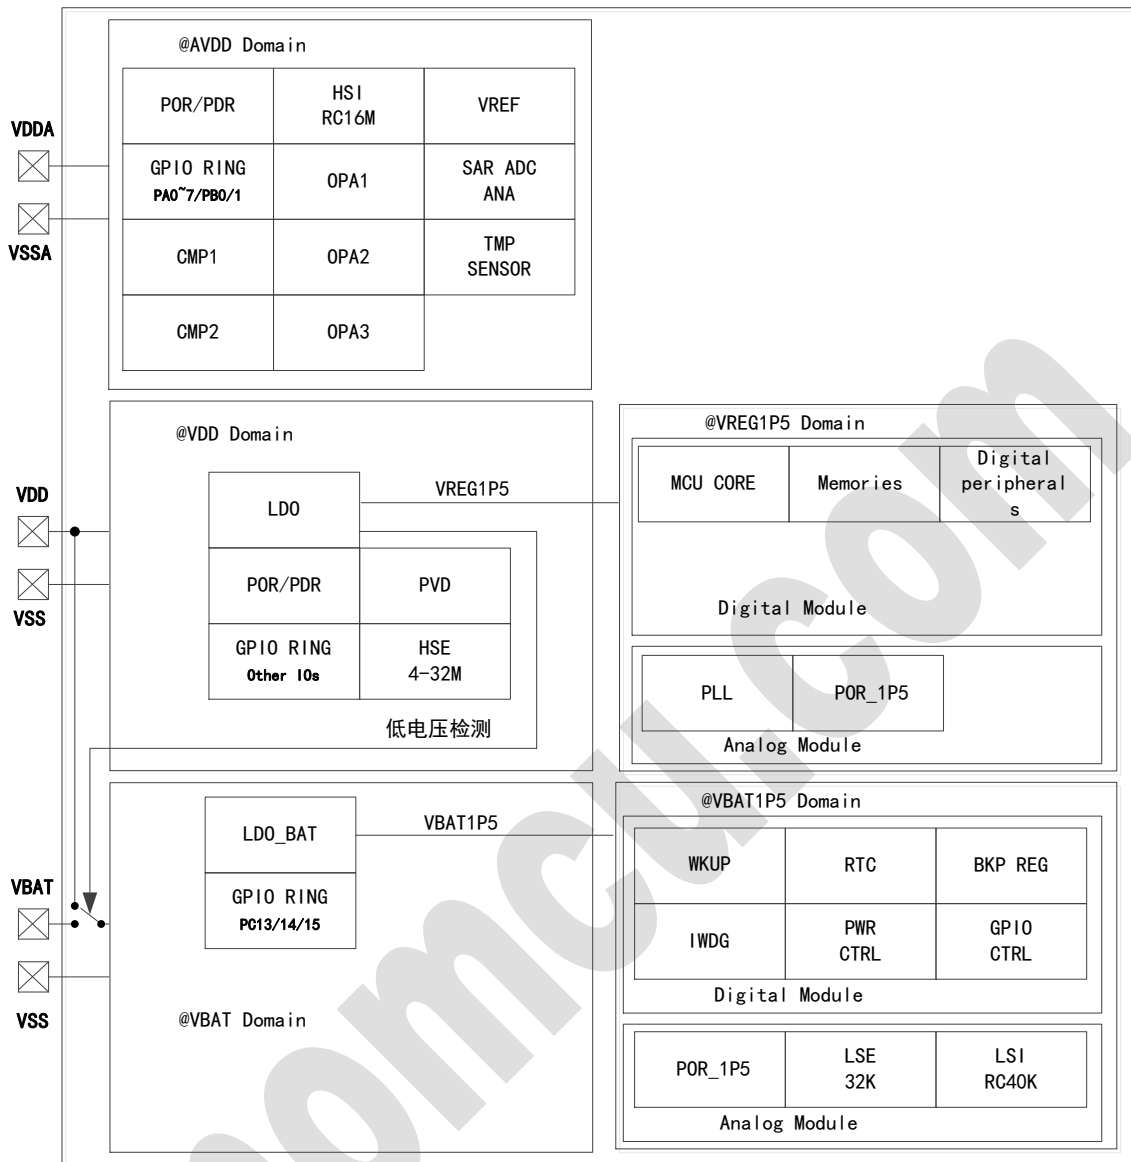 @AVDD Domain
POR/PDR
HSI
RC16M
VREF
VDDA
GPIO RING
PA0~7/PB0/1
OPA1
SAR ADC
ANA
VSSA
CMP1
OPA2
TMP
SENSOR
CMP2
OPA3
@VDD Domain
@VREG1P5 Domain
VDD
LDO
VREG1P5
MCU CORE
Memories
Digital
peripheral
s
POR/PDR
PVD
VSS
Digital Module
GPIO RING
Other IOs
HSE
4-32M
PLL
POR_1P5
低电压检测
Analog Module
@VBAT1P5 Domain
LDO_BAT
VBAT1P5
WKUP
RTC
BKP REG
VBAT
GPIO RING
PC13/14/15
IWDG
PWR
CTRL
GPIO
CTRL
Digital Module
VSS
@VBAT Domain
POR_1P5
LSE
32K
LSI
RC40K
Analog Module
omcu.com